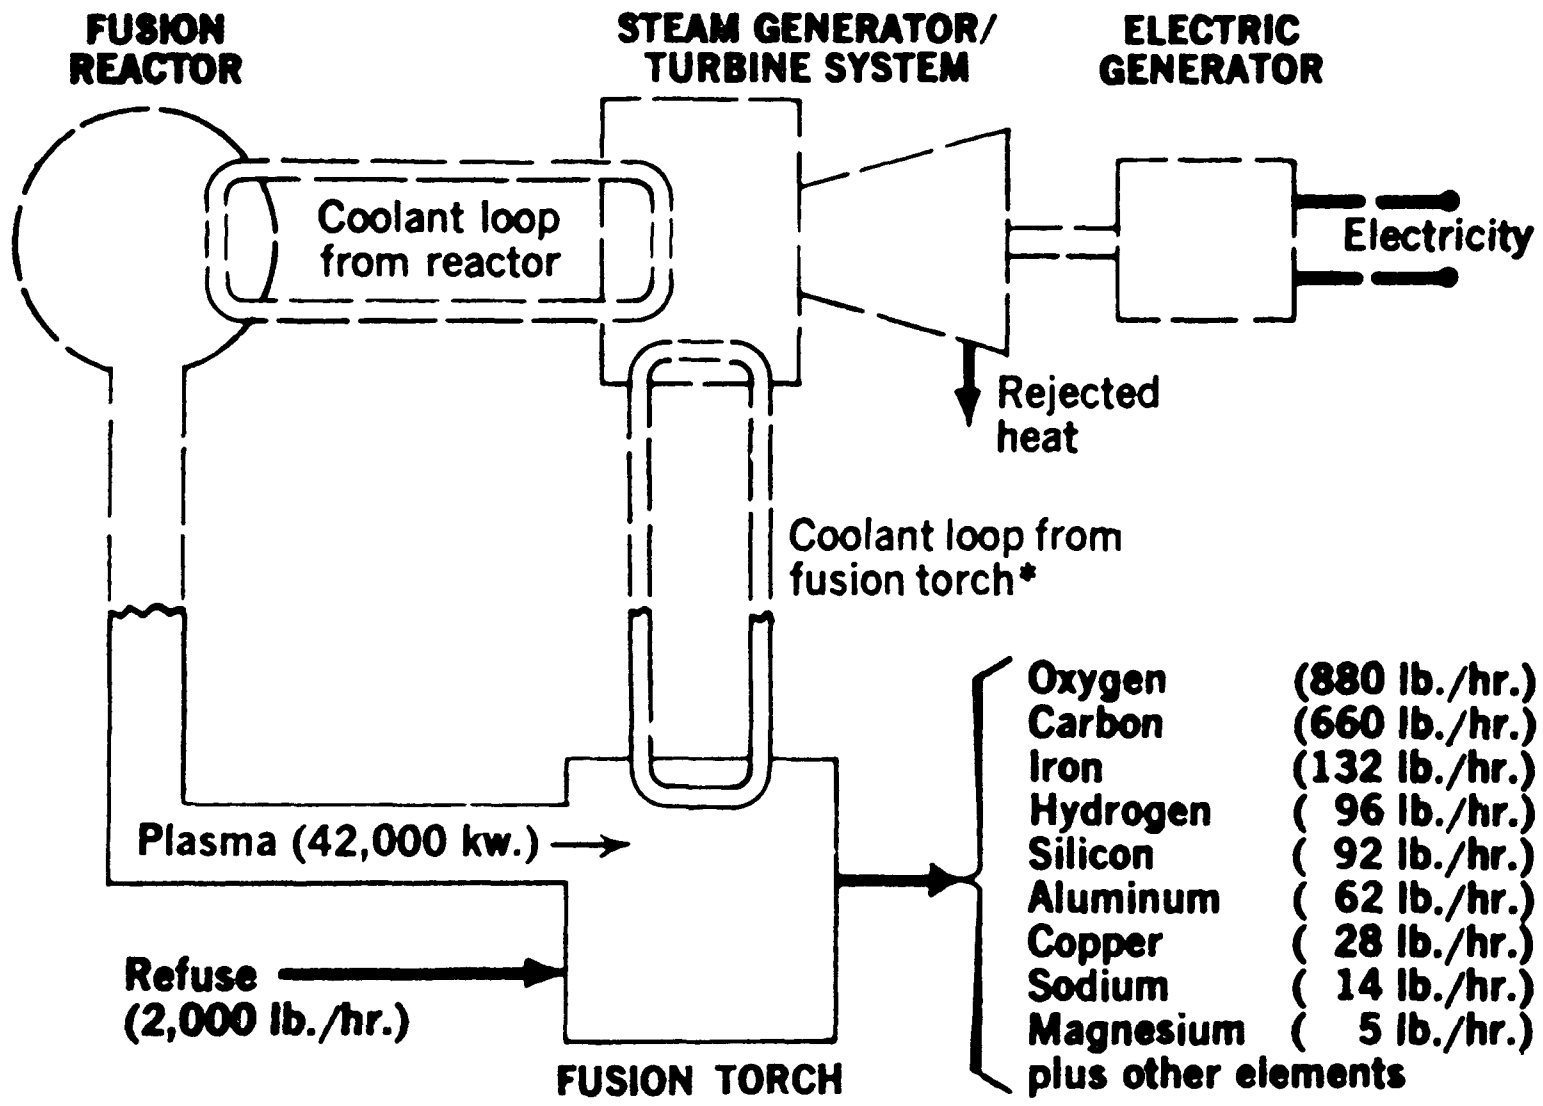 FUSION
REACTOR
STEAM GENERATOR/
TURBINE SYSTEM
ELECTRIC
GENERATOR
Coolant loop
from reactor
Electricity
Rejected
heat
Coolant loop from
fusion torch*
Plasma (42,000 kw.)
Refuse
(2,000 lb./hr.)
FUSION TORCH
Oxygen (880 lb./hr.)
Carbon (660 lb./hr.)
Iron (132 lb./hr.)
Hydrogen ( 96 lb./hr.)
Silicon ( 92 lb./hr.)
Aluminum ( 62 lb./hr.)
Copper ( 28 lb./hr.)
Sodium ( 14 lb./hr.)
Magnesium ( 5 lb./hr.)
plus other elements